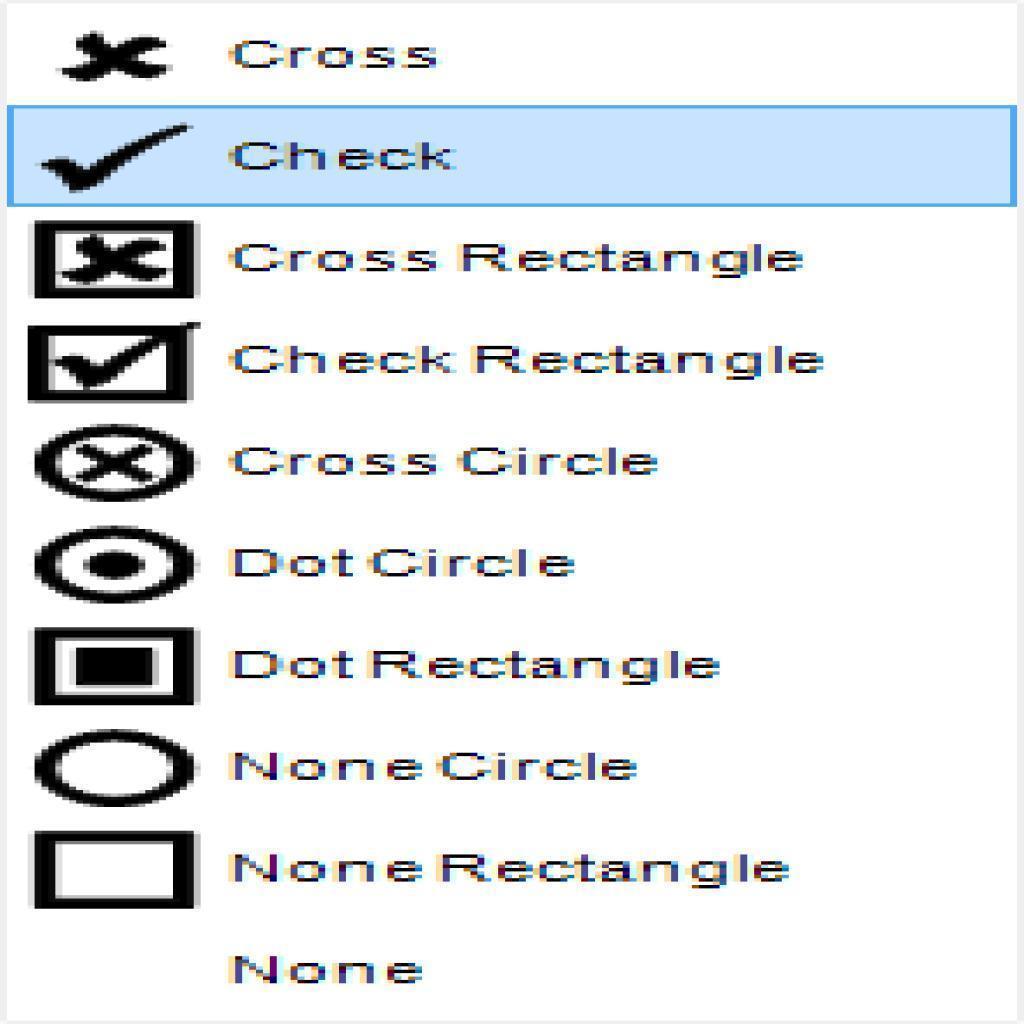 Cross
Check
Cross Rectangle
Check Rectangle
Cross Circle
Dot Circle
Dot Rectangle
None Circle
None Rectangle
None